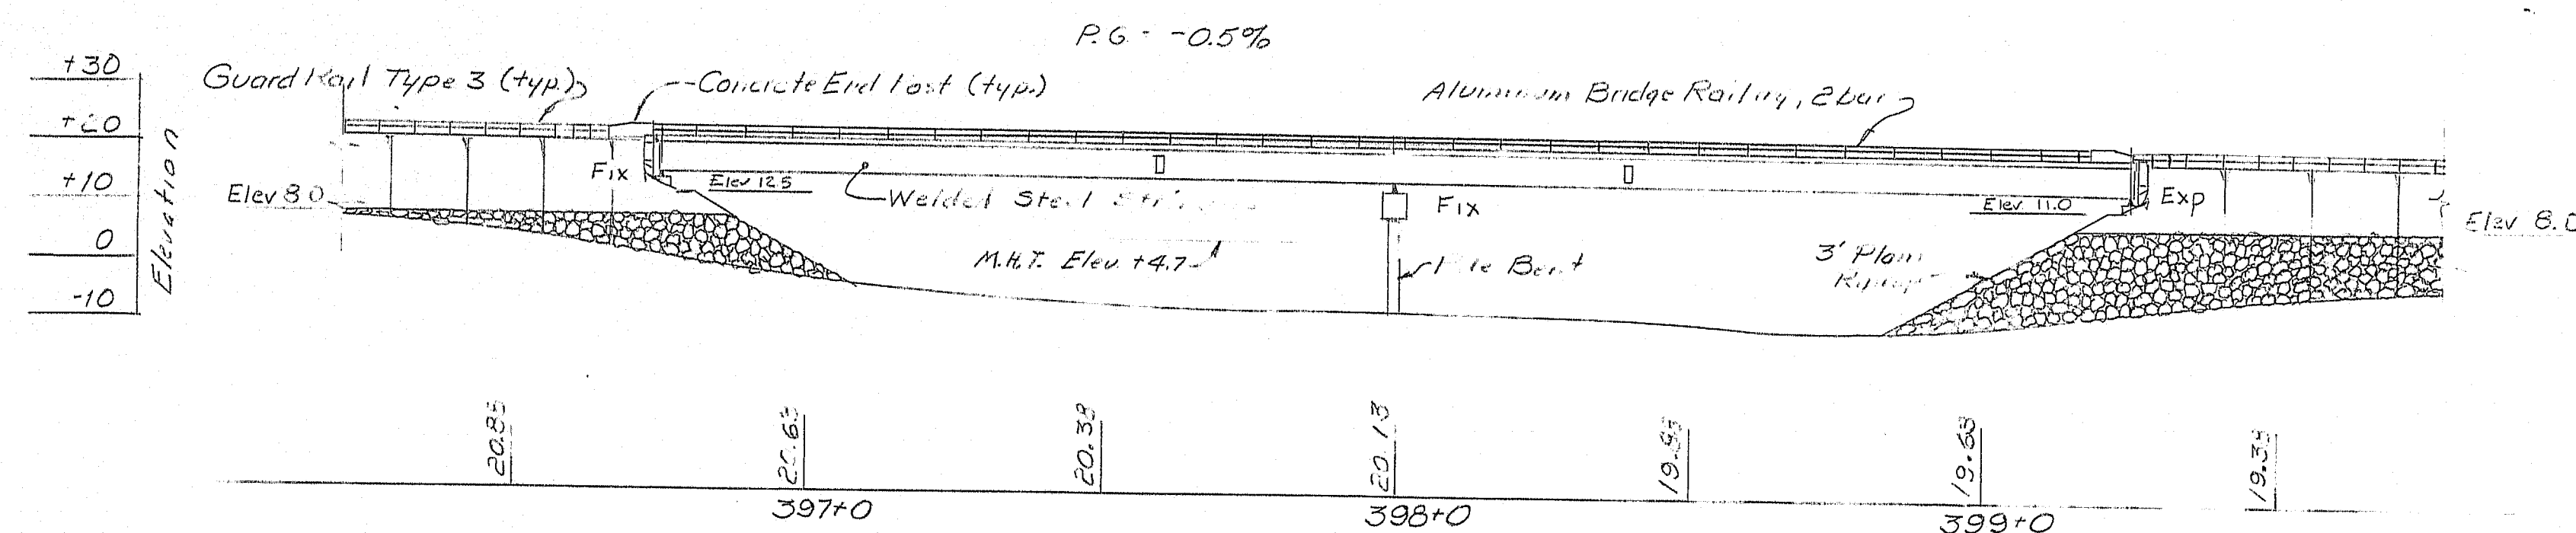 P.G. - -0.5%
+30
+20
+10
0
-10
Elevation
Guard Rail Type 3 (typ.)
Concrete End Post (typ.)
Aluminum Bridge Railing, 2 bar
Elev 8.0
Fix
Elev 12.5
Welded Steel
Fix
Elev 11.0
Exp
Elev 8.0
M.H.T. Elev. +4.7
Pile Bent
3' Plain
Riprap
20.88
20.63
20.38
20.13
19.88
19.63
19.38
397+0
398+0
399+0